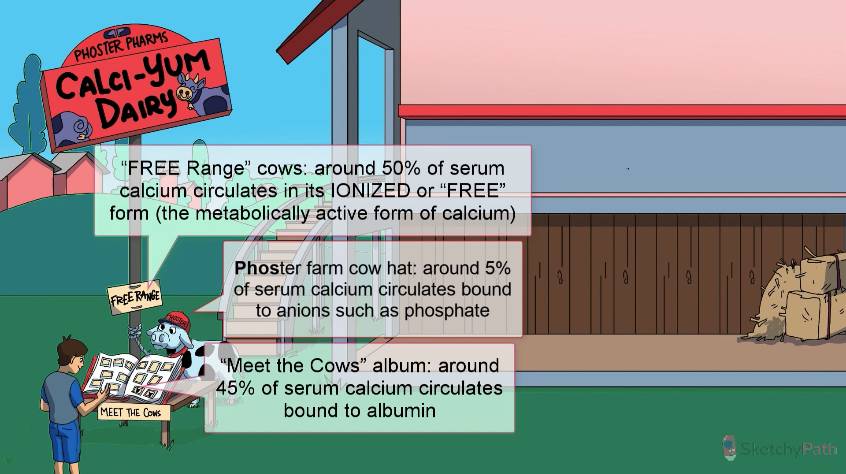 PHOSTER PHARMS
CALCI-YUM
DAIRY
"FREE Range" cows: around 50% of serum
calcium circulates in its IONIZED or "FREE"
form (the metabolically active form of calcium)
Phoster farm cow hat: around 5%
of serum calcium circulates bound
to anions such as phosphate
FREE RANGE
"Meet the Cows" album: around
45% of serum calcium circulates
bound to albumin
MEET THE COWS
SketchyPath